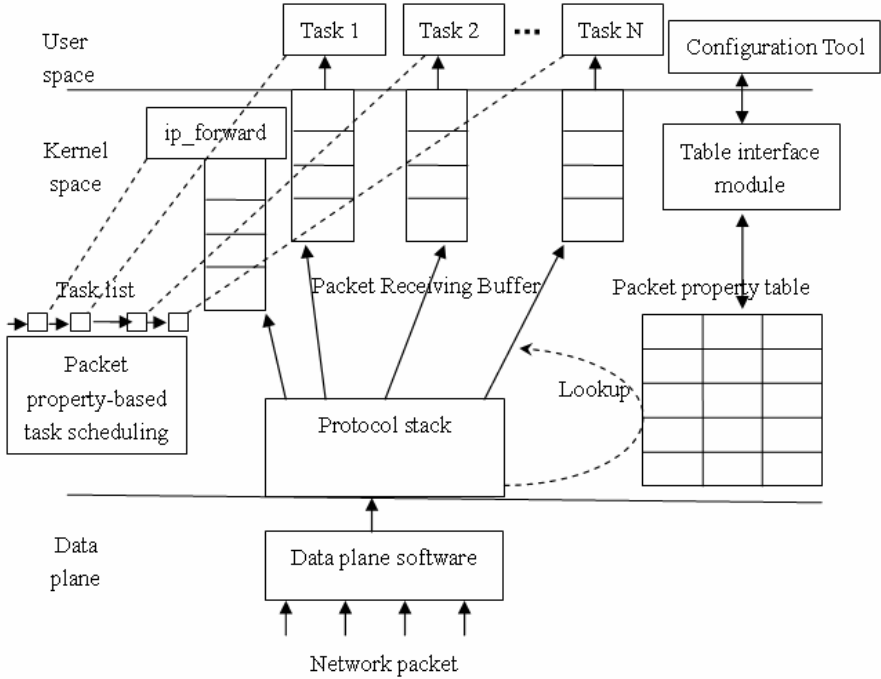 User
space
Task 1
Task 2
...
Task N
Configuration Tool
Kernel
space
ip_forward
Table interface
module
Task list
Packet Receiving Buffer
Packet property table
Packet
property-based
task scheduling
Protocol stack
Lookup
Data
plane
Data plane software
Network packet